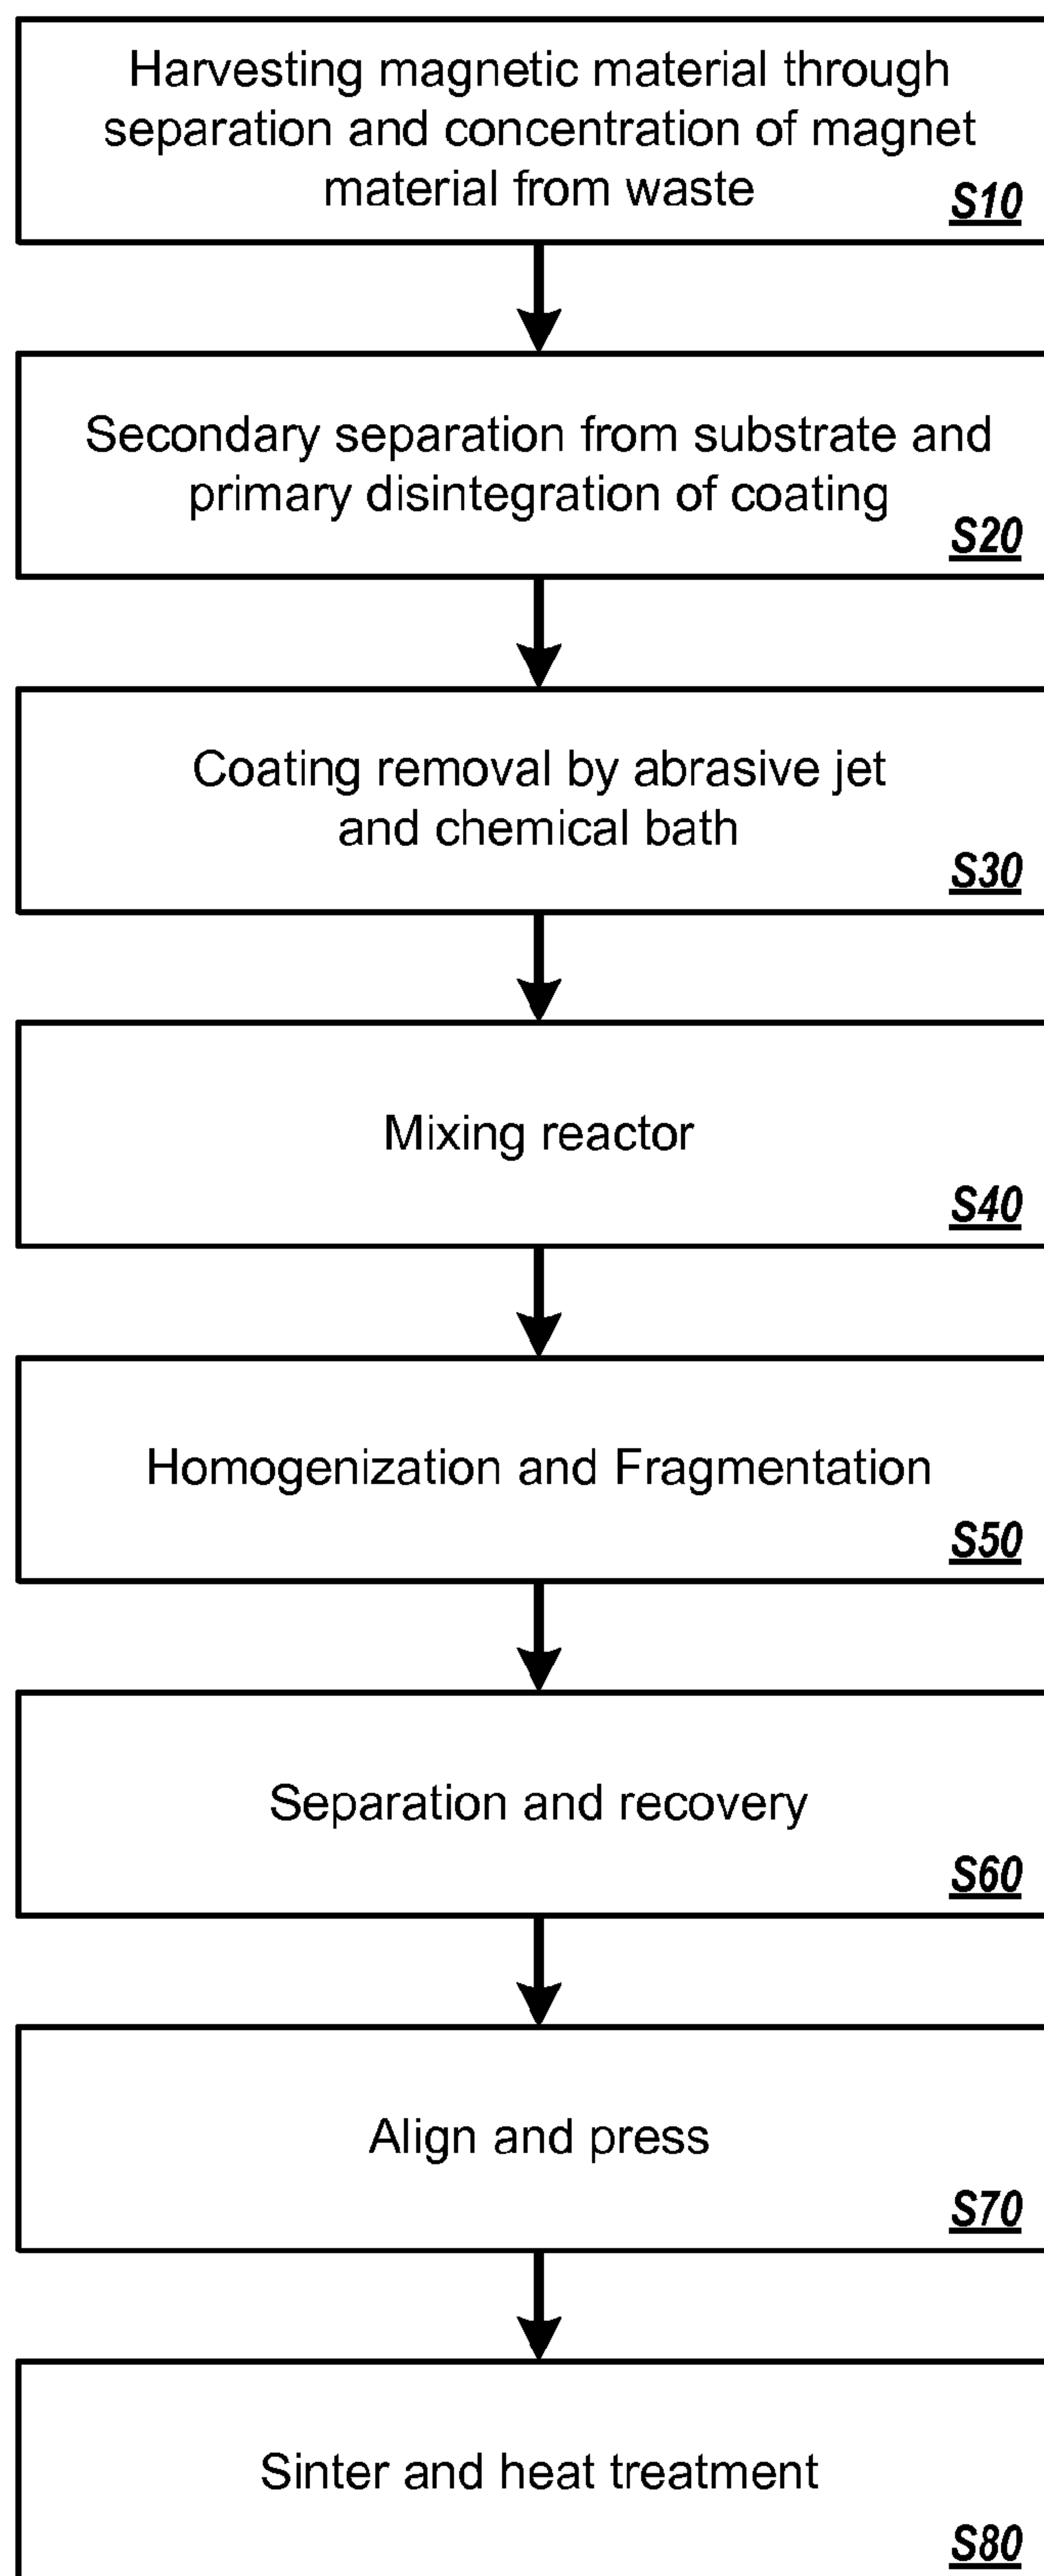 Harvesting magnetic material through
separation and concentration of magnet
material from waste
S10
Secondary separation from substrate and
primary disintegration of coating
S20
Coating removal by abrasive jet
and chemical bath
S30
Mixing reactor
S40
Homogenization and Fragmentation
S50
Separation and recovery
S60
Align and press
S70
Sinter and heat treatment
S80